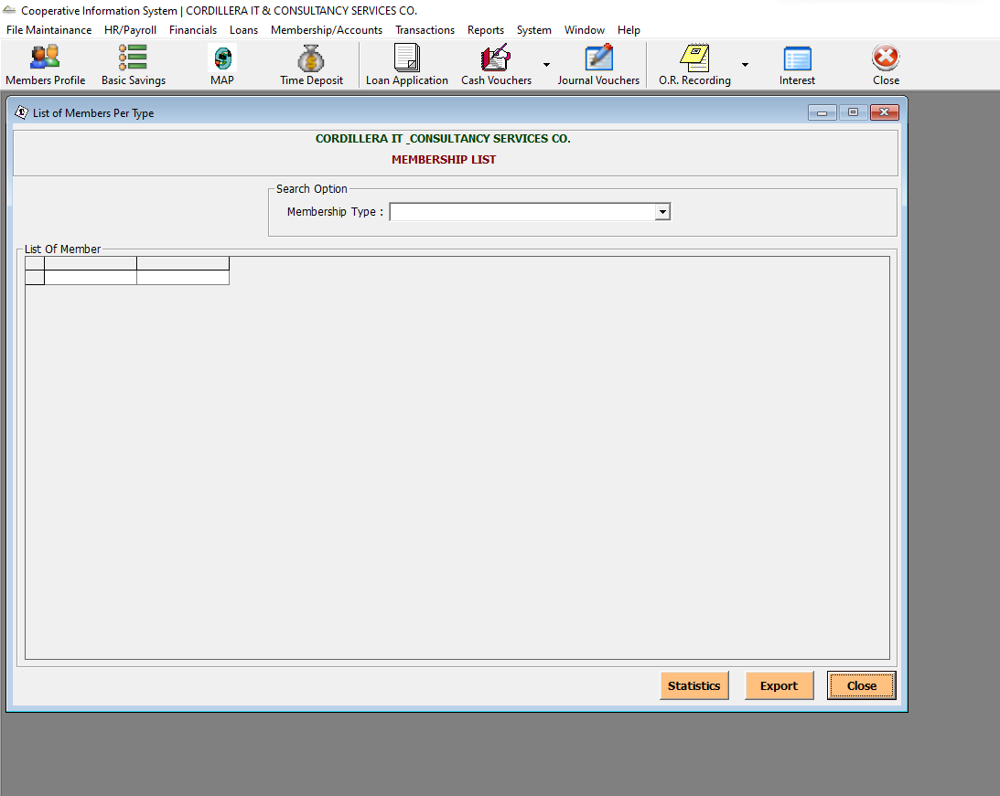 Cooperative Information System | CORDILLERA IT & CONSULTANCY SERVICES CO.
File Maintainance HR/Payroll Financials Loans Membership/Accounts Transactions Reports System Window Help
Members Profile Basic Savings MAP Time Deposit Loan Application Cash Vouchers Journal Vouchers O.R. Recording Interest Close
List of Members Per Type
CORDILLERA IT _CONSULTANCY SERVICES CO.
MEMBERSHIP LIST
Search Option
Membership Type :
List Of Member
Statistics Export Close